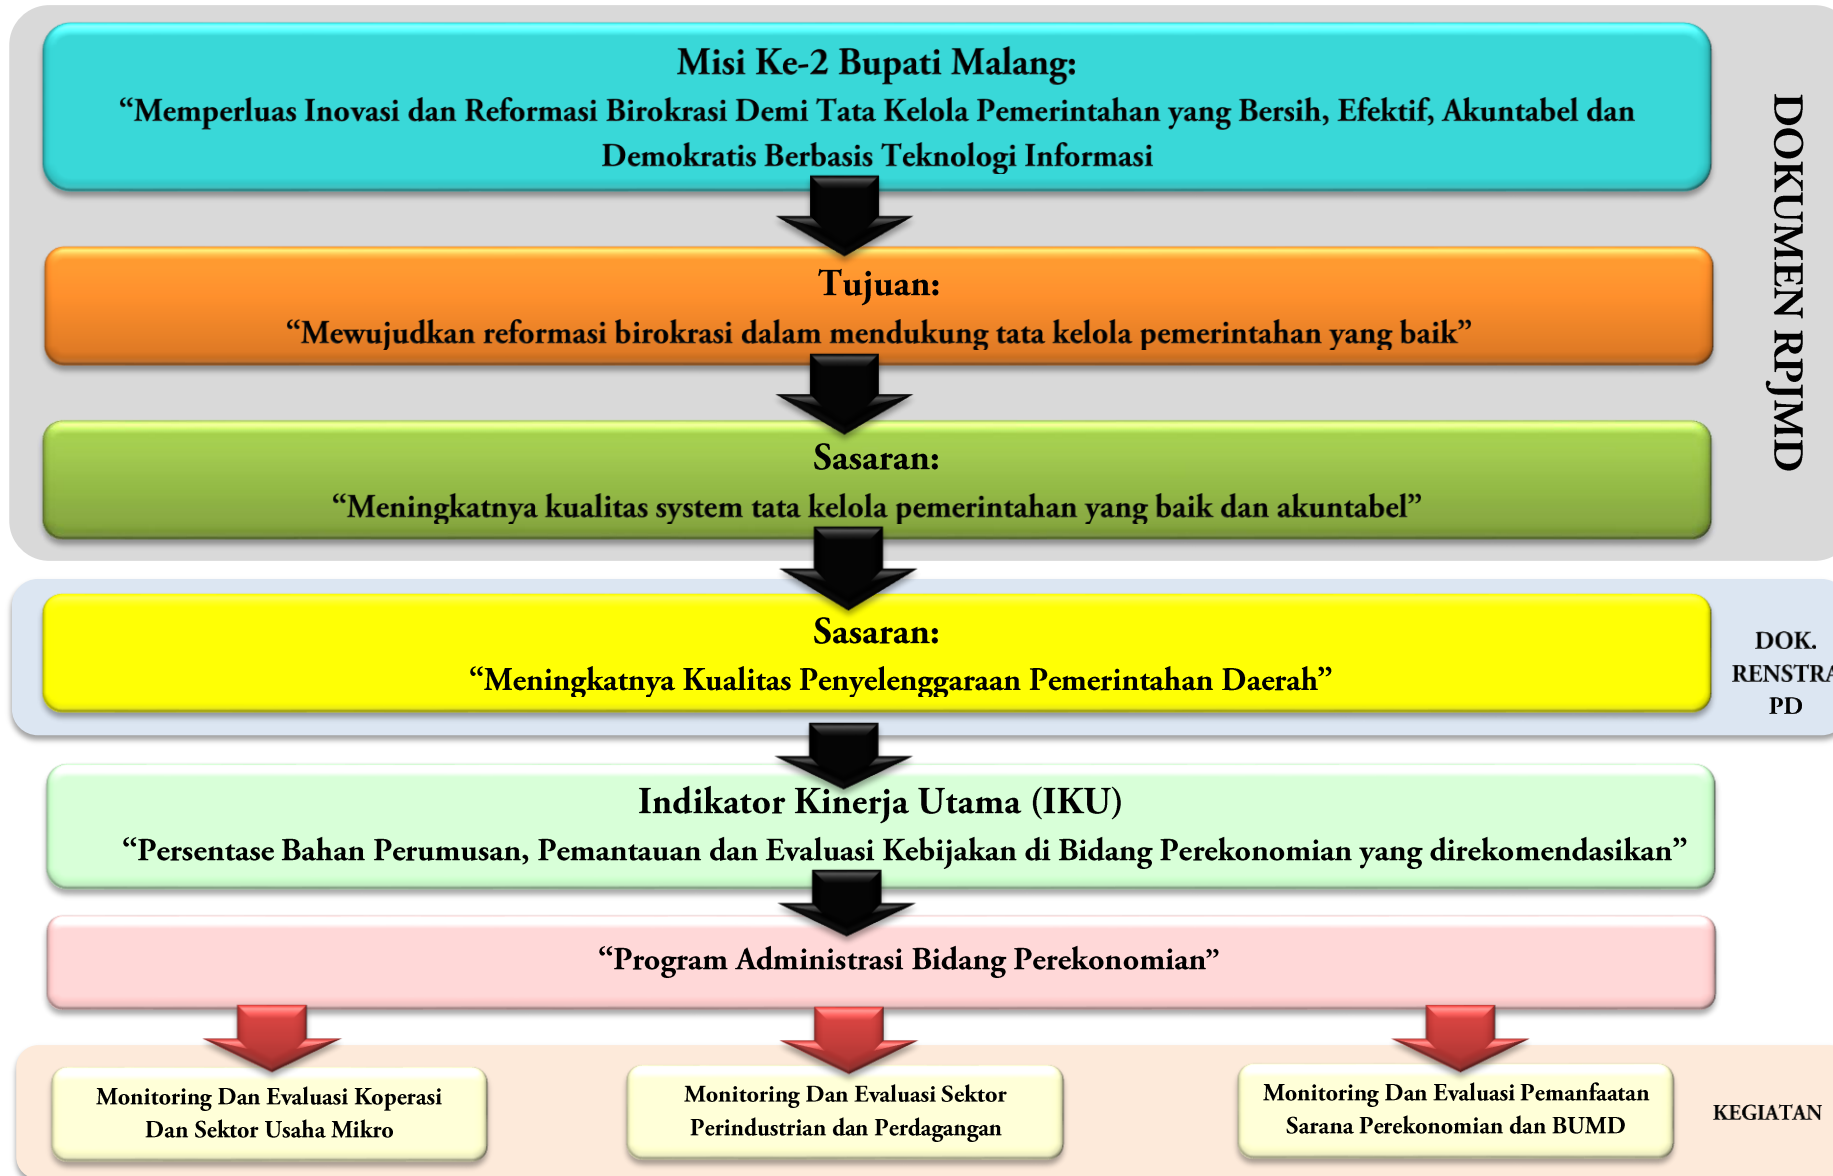 Misi Ke-2 Bupati Malang:
“Memperluas Inovasi dan Reformasi Birokrasi Demi Tata Kelola Pemerintahan yang Bersih, Efektif, Akuntabel dan
Demokratis Berbasis Teknologi Informasi
DOKUMEN RPJMD
Tujuan:
“Mewujudkan reformasi birokrasi dalam mendukung tata kelola pemerintahan yang baik”
Sasaran:
“Meningkatnya kualitas system tata kelola pemerintahan yang baik dan akuntabel”
Sasaran:
“Meningkatnya Kualitas Penyelenggaraan Pemerintahan Daerah”
DOK.
RENSTRA
PD
Indikator Kinerja Utama (IKU)
“Persentase Bahan Perumusan, Pemantauan dan Evaluasi Kebijakan di Bidang Perekonomian yang direkomendasikan”
“Program Administrasi Bidang Perekonomian”
Monitoring Dan Evaluasi Koperasi
Dan Sektor Usaha Mikro
Monitoring Dan Evaluasi Sektor
Perindustrian dan Perdagangan
Monitoring Dan Evaluasi Pemanfaatan
Sarana Perekonomian dan BUMD
KEGIATAN